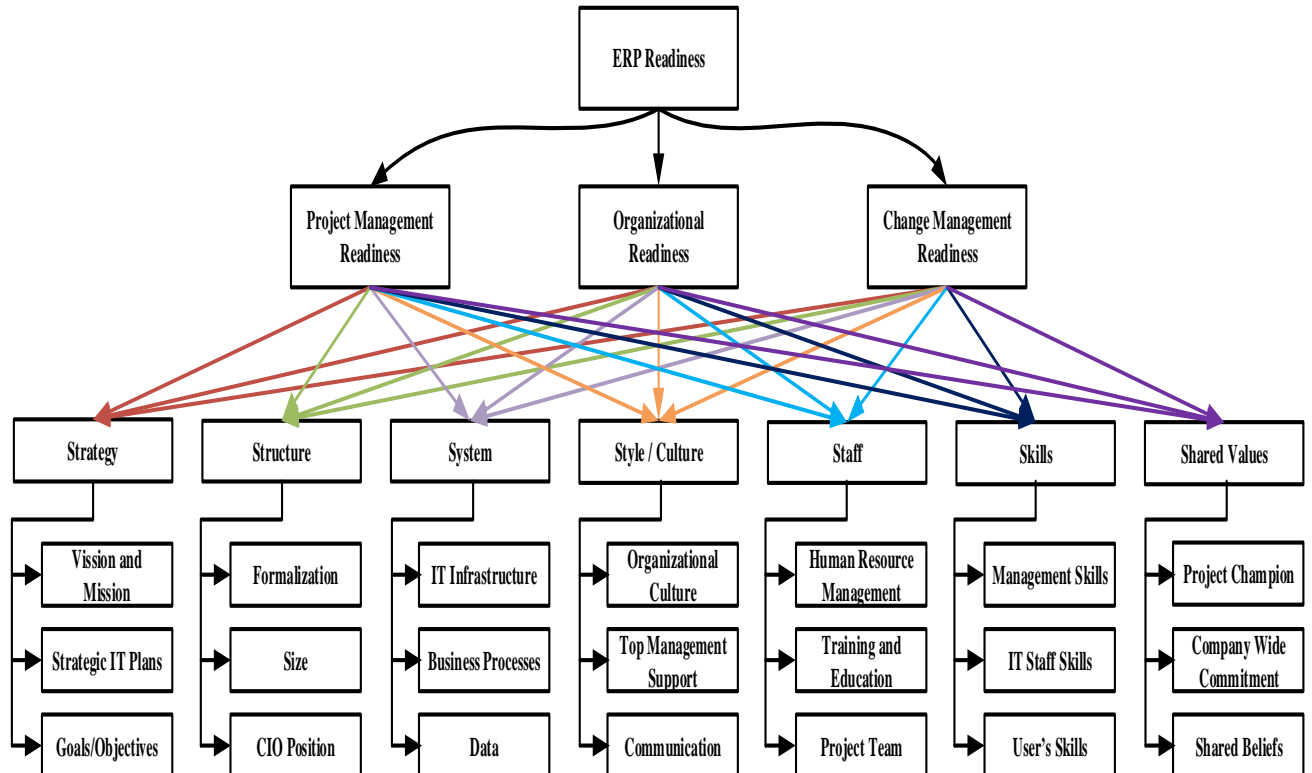 ERP Readiness
Project Management
Readiness
Organizational
Readiness
Change Management
Readiness
Strategy
Structure
System
Style / Culture
Staff
Skills
Shared Values
Vission and
Mission
Formalization
IT Infrastructure
Organizational
Culture
Human Resource
Management
Management Skills
Project Champion
Strategic IT Plans
Size
Business Processes
Top Management
Support
Training and
Education
IT Staff Skills
Company Wide
Commitment
Goals/Objectives
CIO Position
Data
Communication
Project Team
User's Skills
Shared Beliefs